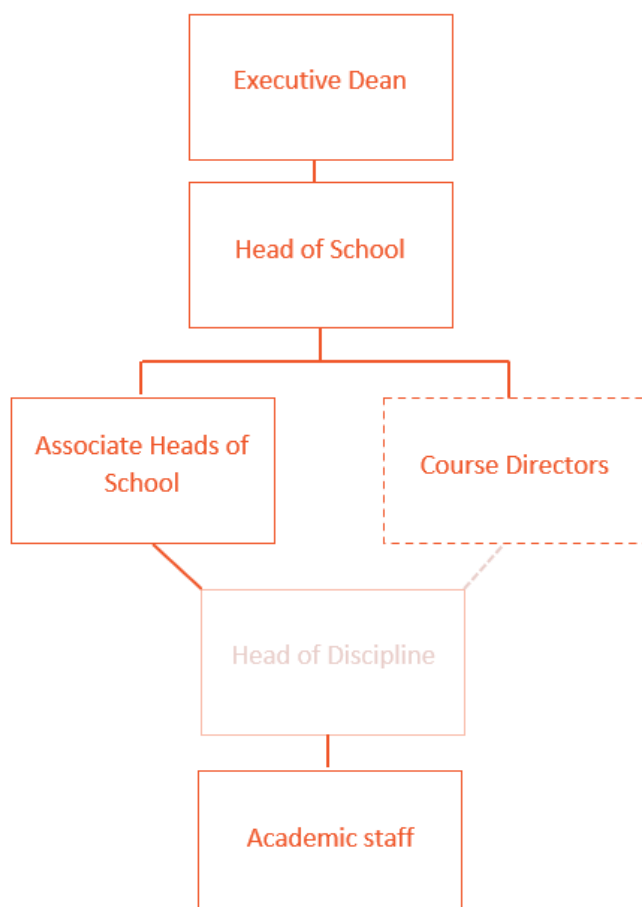 Executive Dean
Head of School
Associate Heads of
School
Course Directors
Head of Discipline
Academic staff